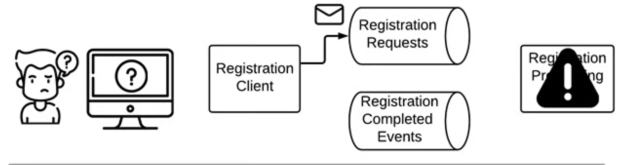 ?
?
Registration
Client
Registration
Requests
Registration
Completed
Events